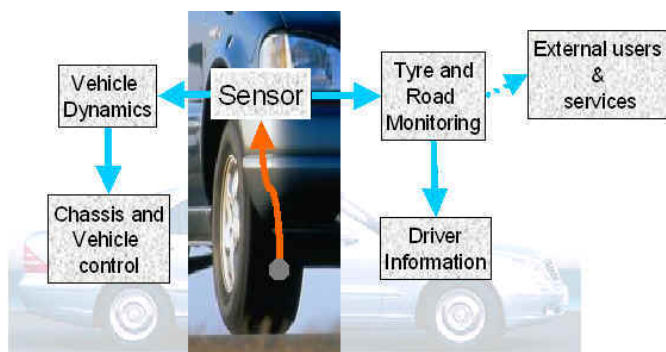 Vehicle
Dynamics
Sensor
Tyre and
Road
Monitoring
External users
&
services
Chassis and
Vehicle
control
Driver
Information